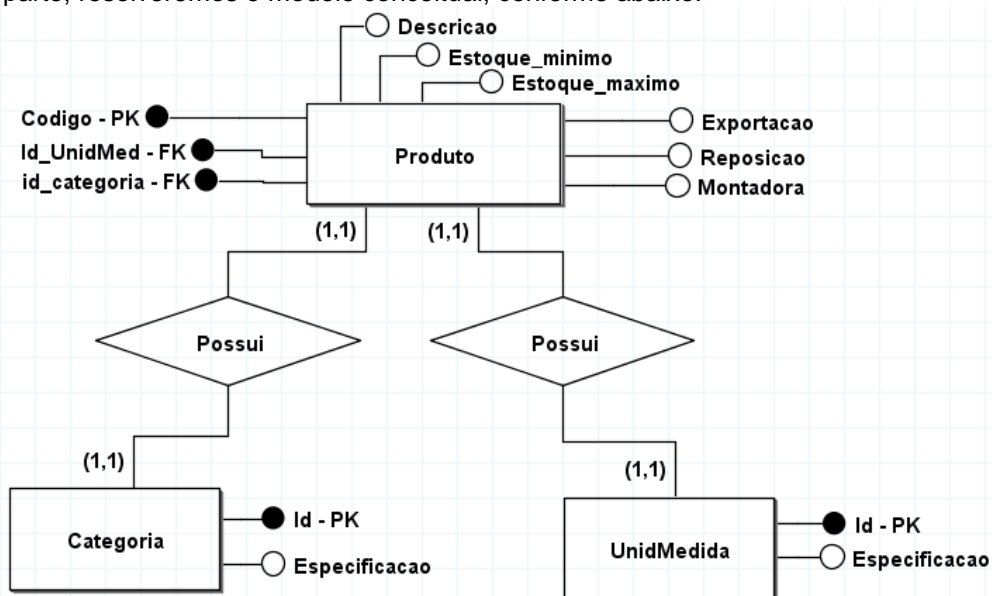 parte, resolveremos o modelo conceitual, conforme abaixo:
Descricao
Estoque_minimo
Estoque_maximo
Codigo - PK
Id_UnidMed - FK
id_categoria - FK
Produto
Exportacao
Reposicao
Montadora
(1,1)
(1,1)
Possui
Possui
(1,1)
(1,1)
Categoria
Id - PK
Especificacao
UnidMedida
Id - PK
Especificacao